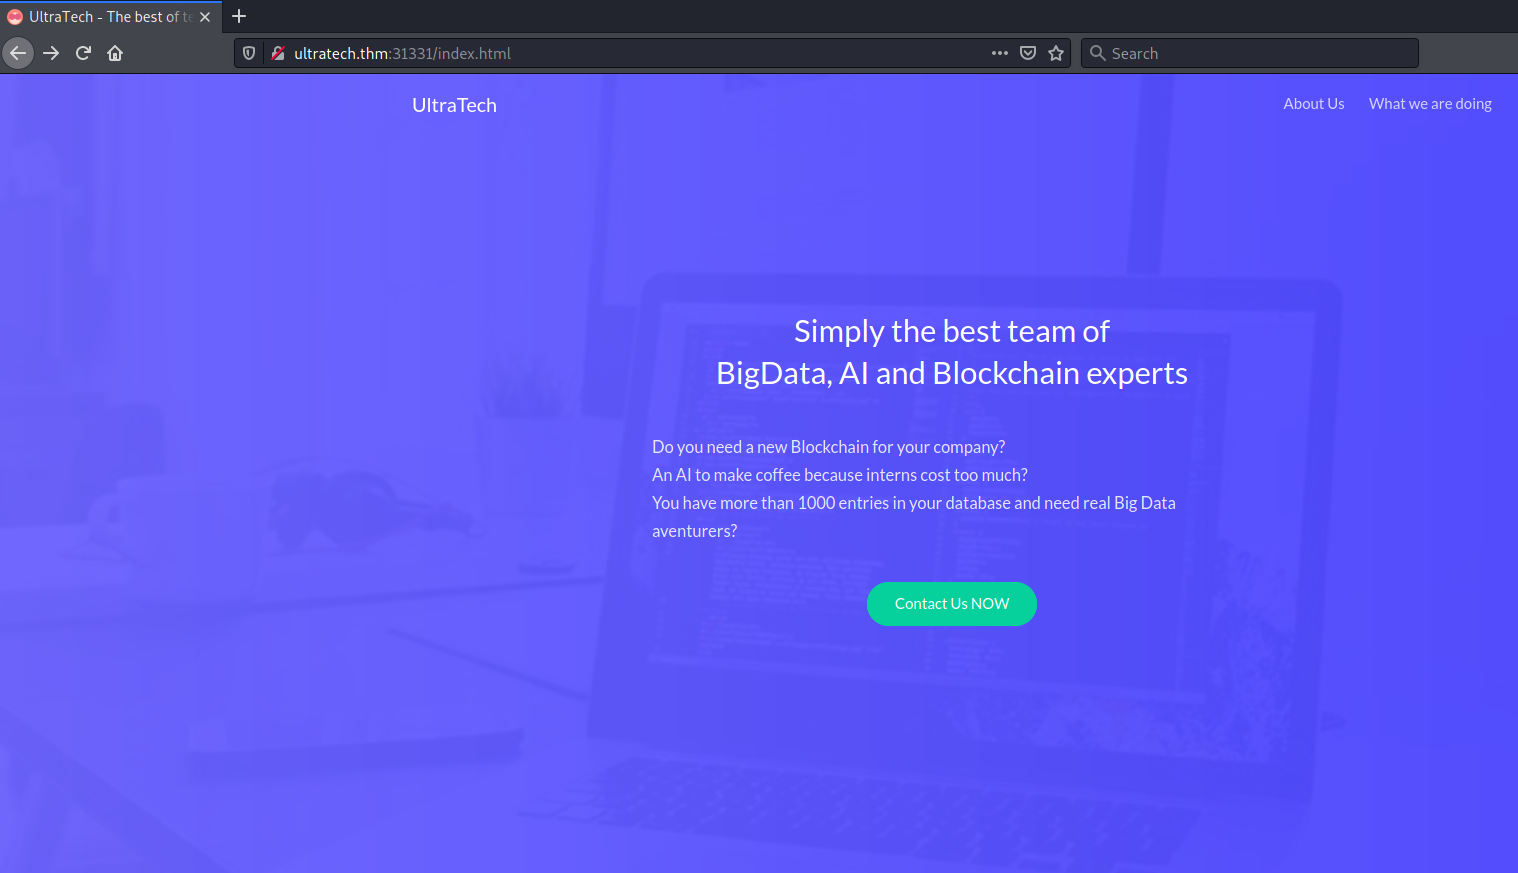 UltraTech - The best of te
ultratech.thm:31331/index.html
Search
UltraTech
About Us
What we are doing
Simply the best team of
BigData, AI and Blockchain experts
Do you need a new Blockchain for your company?
An AI to make coffee because interns cost too much?
You have more than 1000 entries in your database and need real Big Data
aventurers?
Contact Us NOW